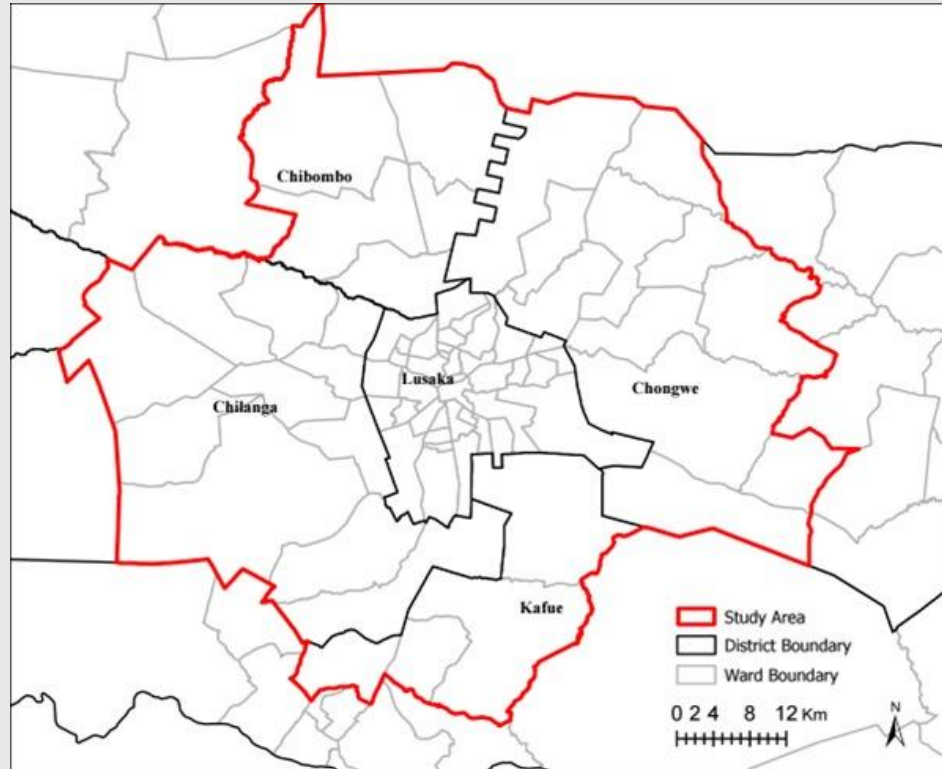 Chibombo
Lusaka
Chongwe
Chilanga
Kafue
Study Area
District Boundary
Ward Boundary
0 2 4 8 12 Km
N